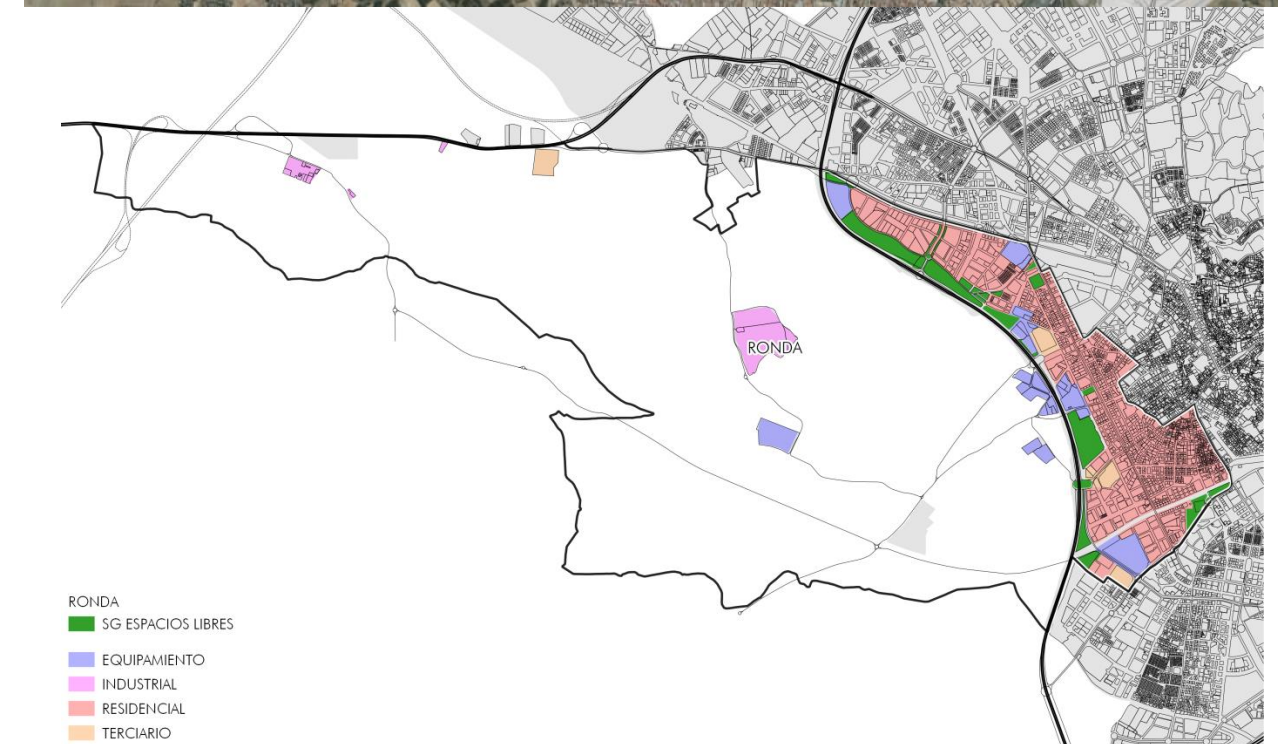 RONDA
RONDA
SG ESPACIOS LIBRES
EQUIPAMIENTO
INDUSTRIAL
RESIDENCIAL
TERCIARIO